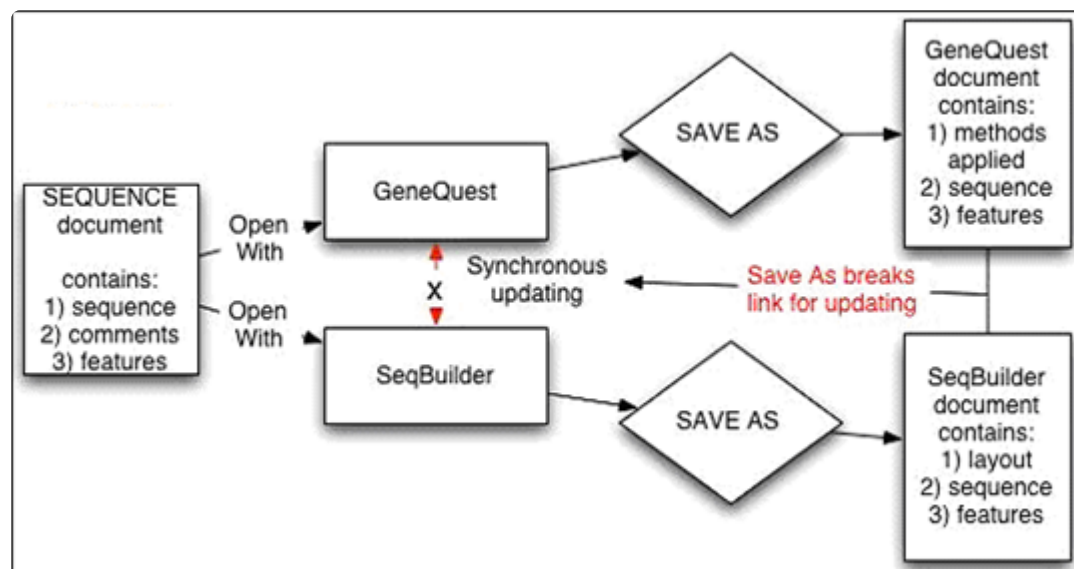 SEQUENCE
document
contains:
1) sequence
2) comments
3) features
Open
With
Open
With
GeneQuest
X
Synchronous
updating
SeqBuilder
SAVE AS
SAVE AS
Save As breaks
link for updating
GeneQuest
document
contains:
1) methods
applied
2) sequence
3) features
SeqBuilder
document
contains:
1) layout
2) sequence
3) features